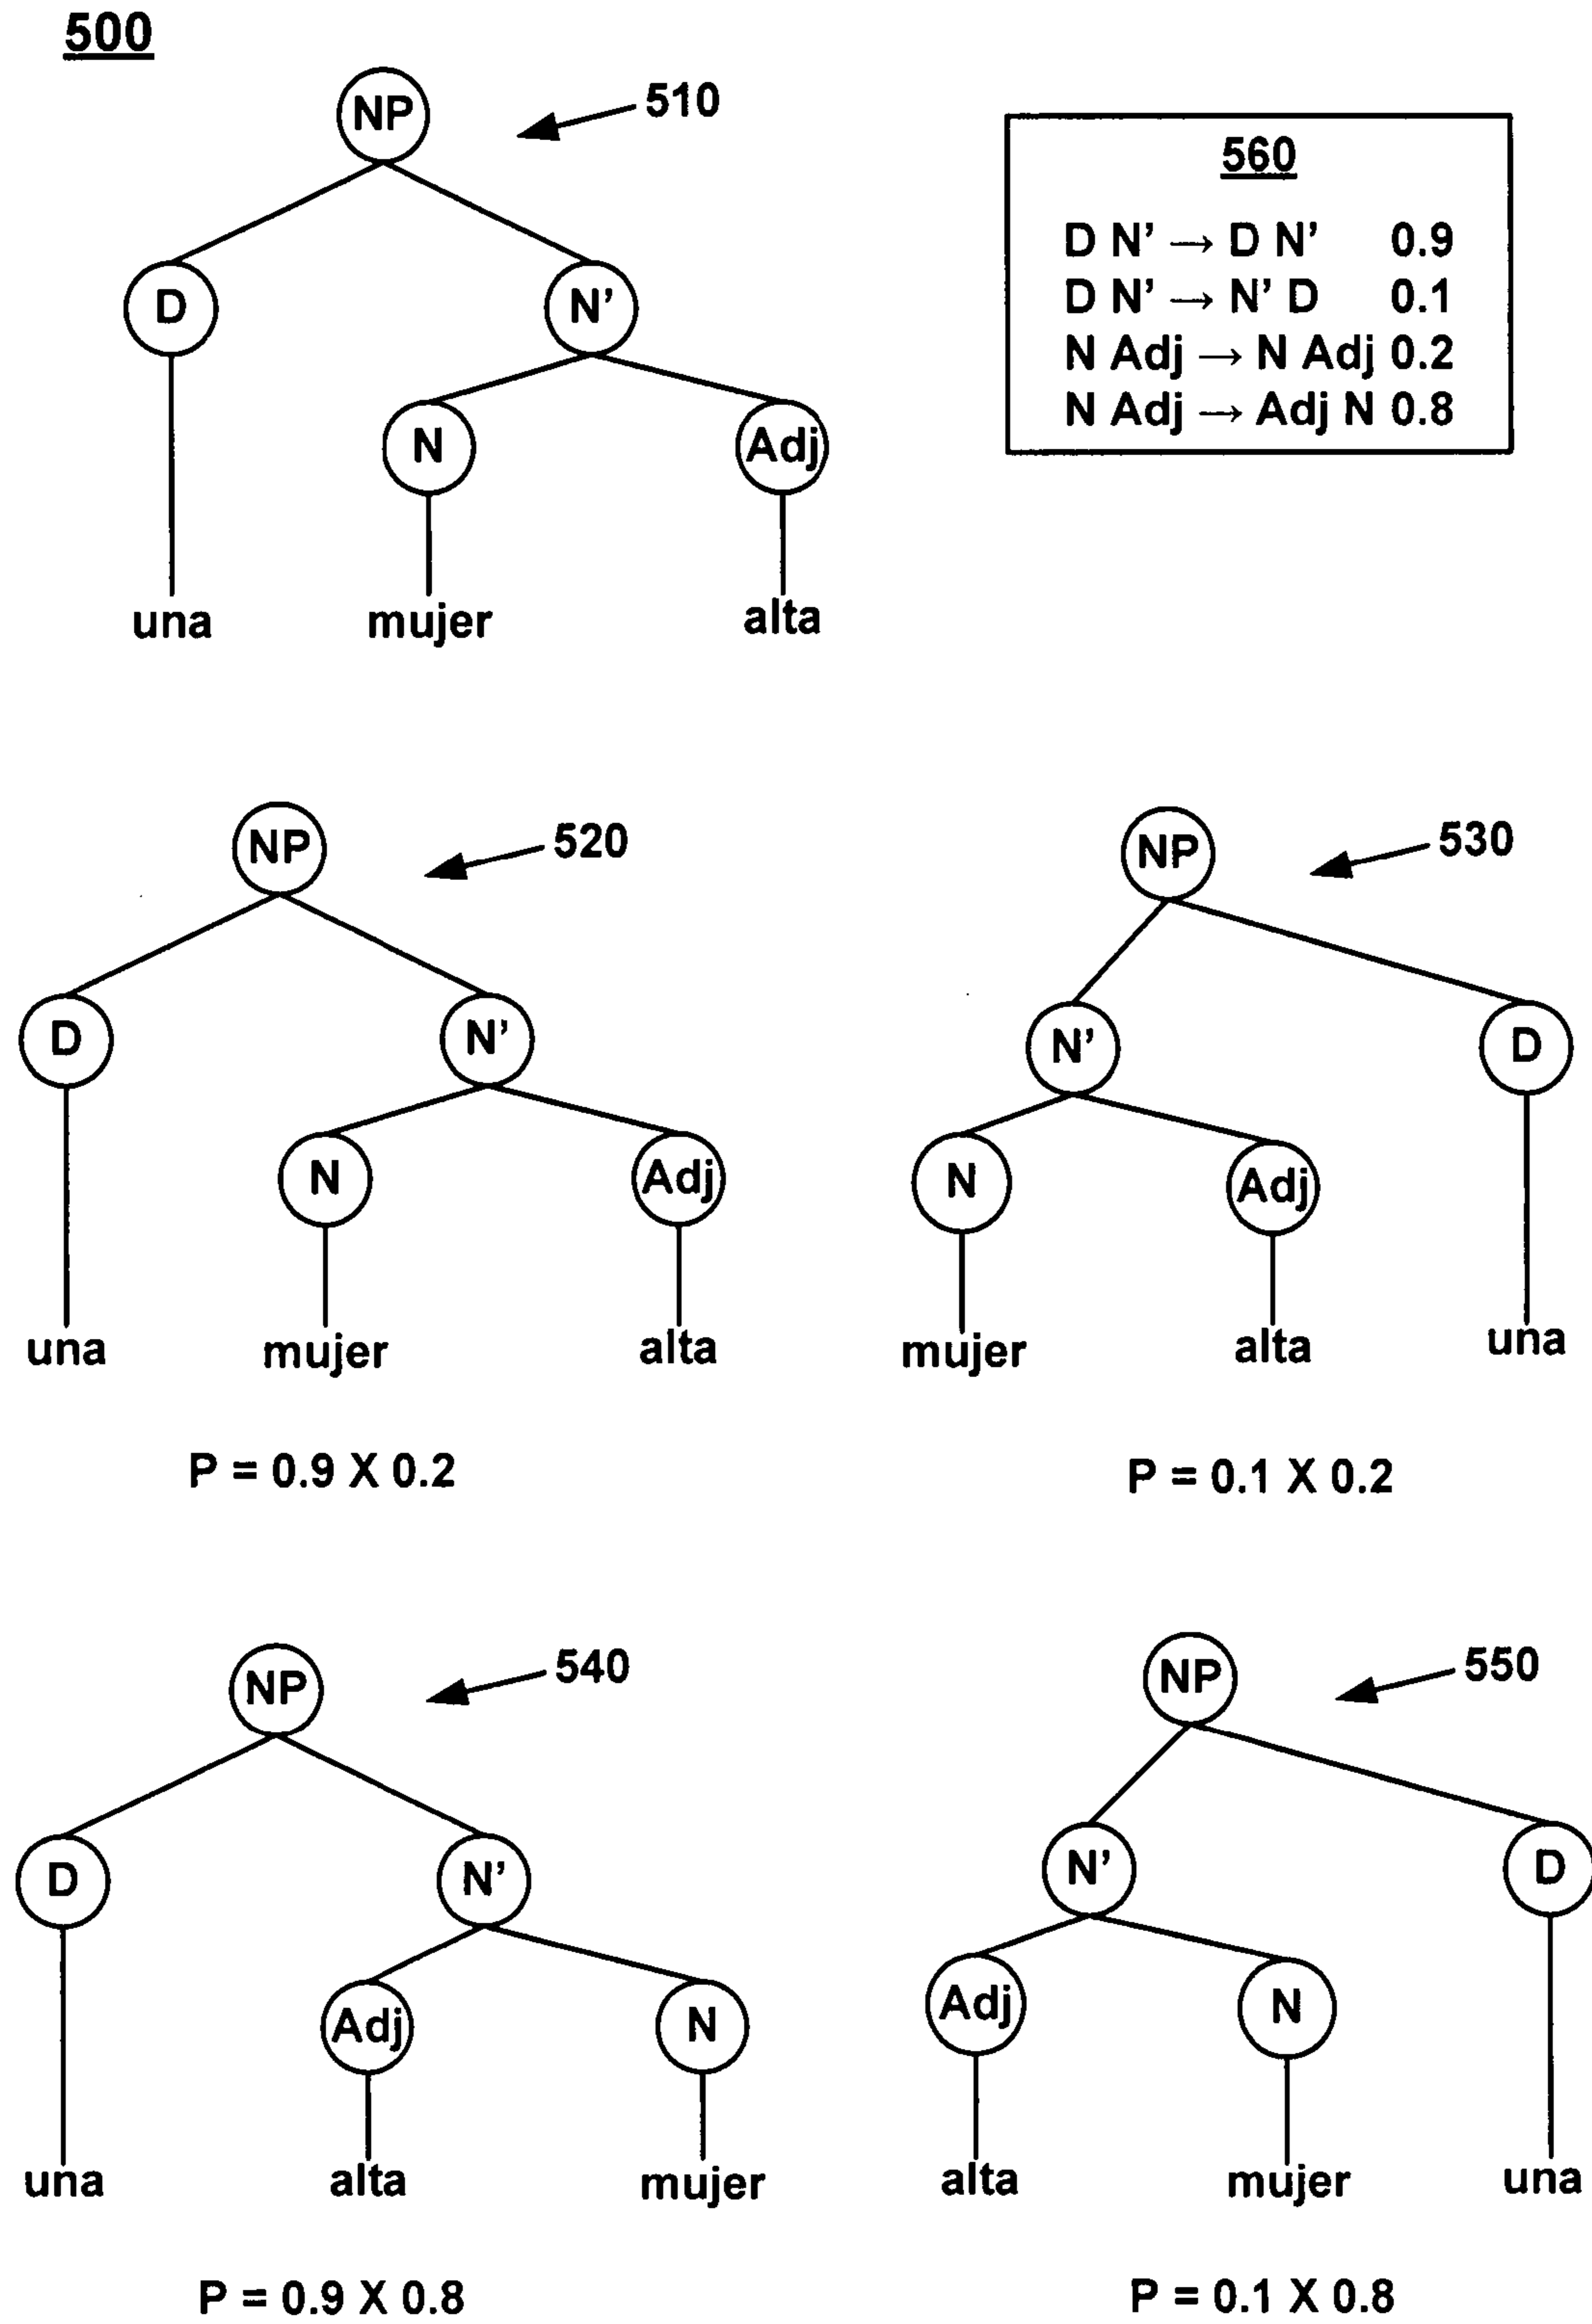 500
NP
510
D
N'
N
Adj
una
mujer
alta
560
D N' → D N' 0.9
D N' → N' D 0.1
N Adj → N Adj 0.2
N Adj → Adj N 0.8
NP
520
D
N'
N
Adj
una
mujer
alta
P = 0.9 X 0.2
NP
530
N'
D
N
Adj
mujer
alta
una
P = 0.1 X 0.2
NP
540
D
N'
Adj
N
una
alta
mujer
P = 0.9 X 0.8
NP
550
N'
D
Adj
N
alta
mujer
una
P = 0.1 X 0.8